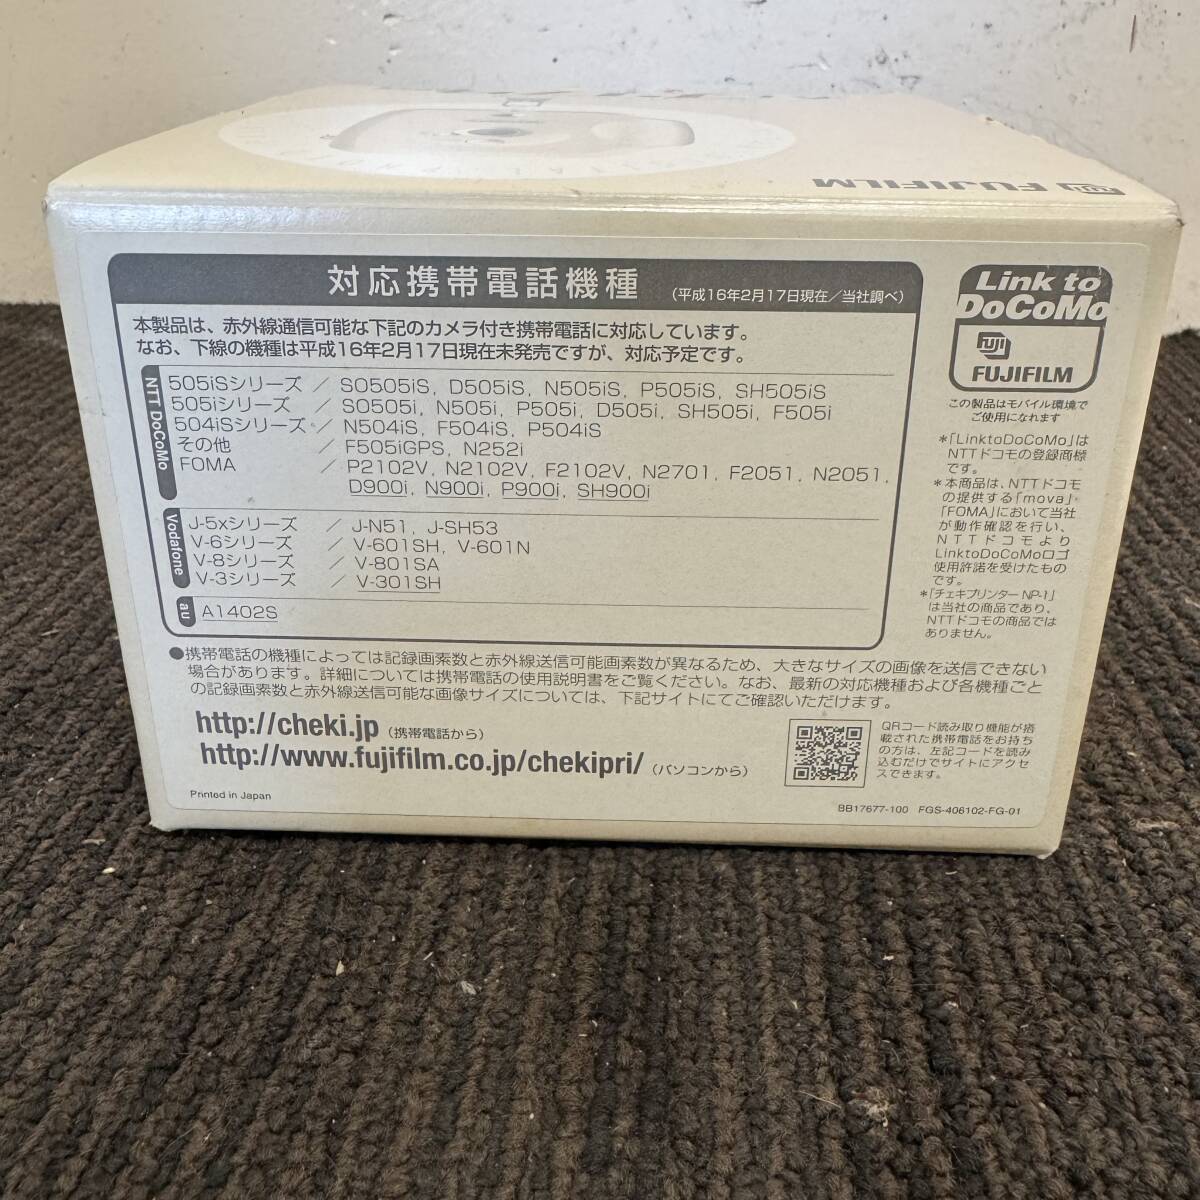 FUJIFILM
対応携帯電話機種 (平成16年2月17日現在/当社調べ)
本製品は、赤外線通信可能な下記のカメラ付き携帯電話に対応しています。
なお、下線の機種は平成16年2月17日現在未発売ですが、対応予定です。
NTT DoCoMo
505iSシリーズ / SO505iS, D505iS, N505iS, P505iS, SH505iS
505iシリーズ / SO505i, N505i, P505i, D505i, SH505i, F505i
504iSシリーズ / N504iS, F504iS, P504iS
その他 / F505iGPS, N252i
FOMA / P2102V, N2102V, F2102V, N2701, F2051, N2051,
D900i, N900i, P900i, SH900i
Vodafone
J-5xシリーズ / J-N51, J-SH53
V-6シリーズ / V-601SH, V-601N
V-8シリーズ / V-801SA
V-3シリーズ / V-301SH
au A1402S
●携帯電話の機種によっては記録画素数と赤外線送信可能画素数が異なるため、大きなサイズの画像を送信できない
場合があります。詳細については携帯電話の使用説明書をご覧ください。なお、最新の対応機種および各機種ごと
の記録画素数と赤外線送信可能な画像サイズについては、下記サイトにてご確認いただけます。
http://cheki.jp (携帯電話から)
http://www.fujifilm.co.jp/chekipri/ (パソコンから)
QRコード読み取り機能が搭
載された携帯電話をお持ち
の方は、左記コードを読み
込むだけでサイトにアクセ
スできます。
Printed in Japan
BB17677-100 FGS-406102-FG-01
Link to
DoCoMo
FUJI
FUJIFILM
この製品はモバイル環境で
ご使用になれます
*「LinktoDoCoMo」は
NTTドコモの登録商標
です。
*本商品は、NTTドコモ
の提供する「mova」・
「FOMA」において当社
が動作確認を行い、
NTTドコモより
LinktoDoCoMoロゴ
使用許諾を受けたもの
です。
*「チェキプリンター NP-1」
は当社の商品であり、
NTTドコモの商品では
ありません。